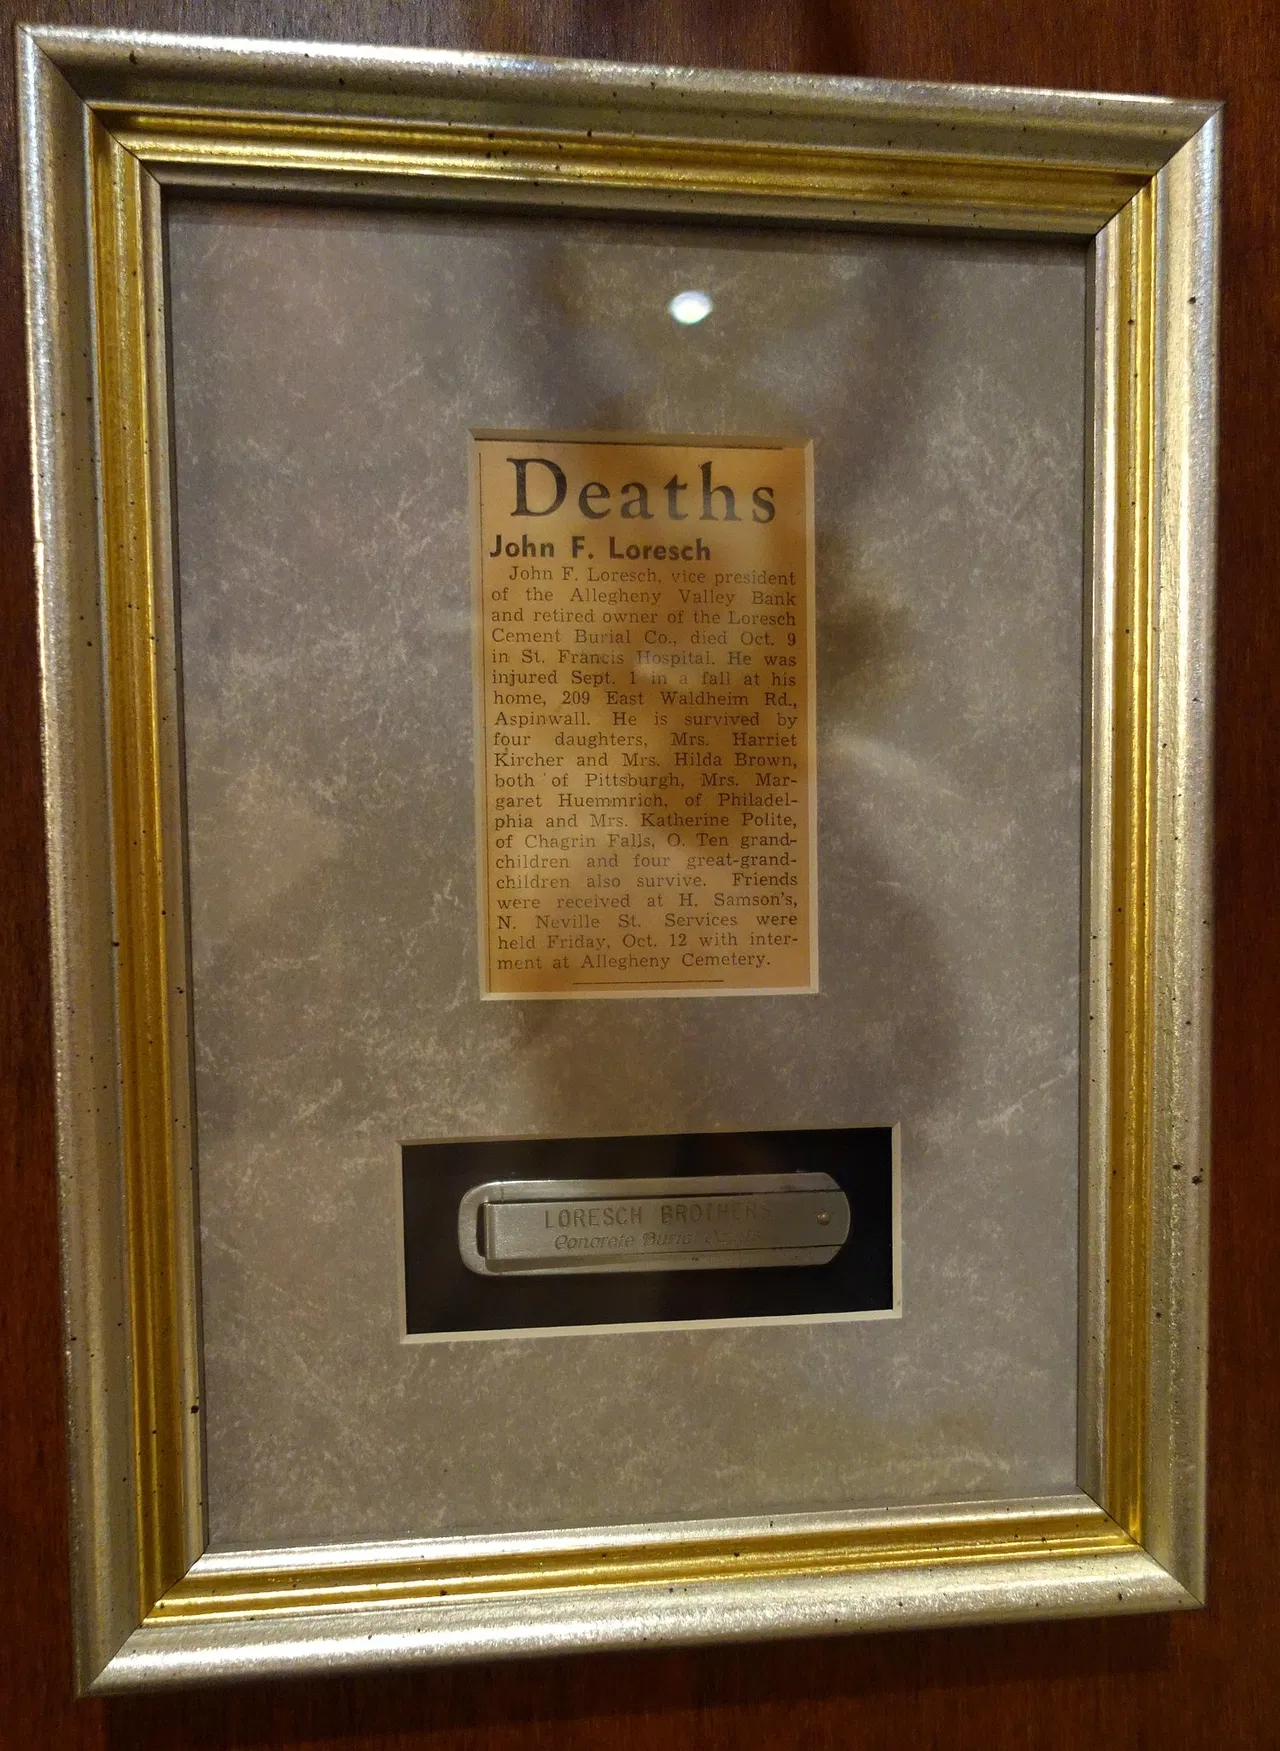 Deaths
John F. Loresch
John F. Loresch, vice president
of the Allegheny Valley Bank
and retired owner of the Loresch
Cement Burial Co., died Oct. 9
in St. Francis Hospital. He was
injured Sept. 1 in a fall at his
home, 209 East Waldheim Rd.,
Aspinwall. He is survived by
four daughters, Mrs. Harriet
Kircher and Mrs. Hilda Brown,
both of Pittsburgh, Mrs. Mar-
garet Huemmrich, of Philadel-
phia and Mrs. Katherine Polite,
of Chagrin Falls, O. Ten grand-
children and four great-grand-
children also survive. Friends
were received at H. Samson's,
N. Neville St. Services were
held Friday, Oct. 12 with inter-
ment at Allegheny Cemetery.
LORESCH BROTHERS
Concrete Burial